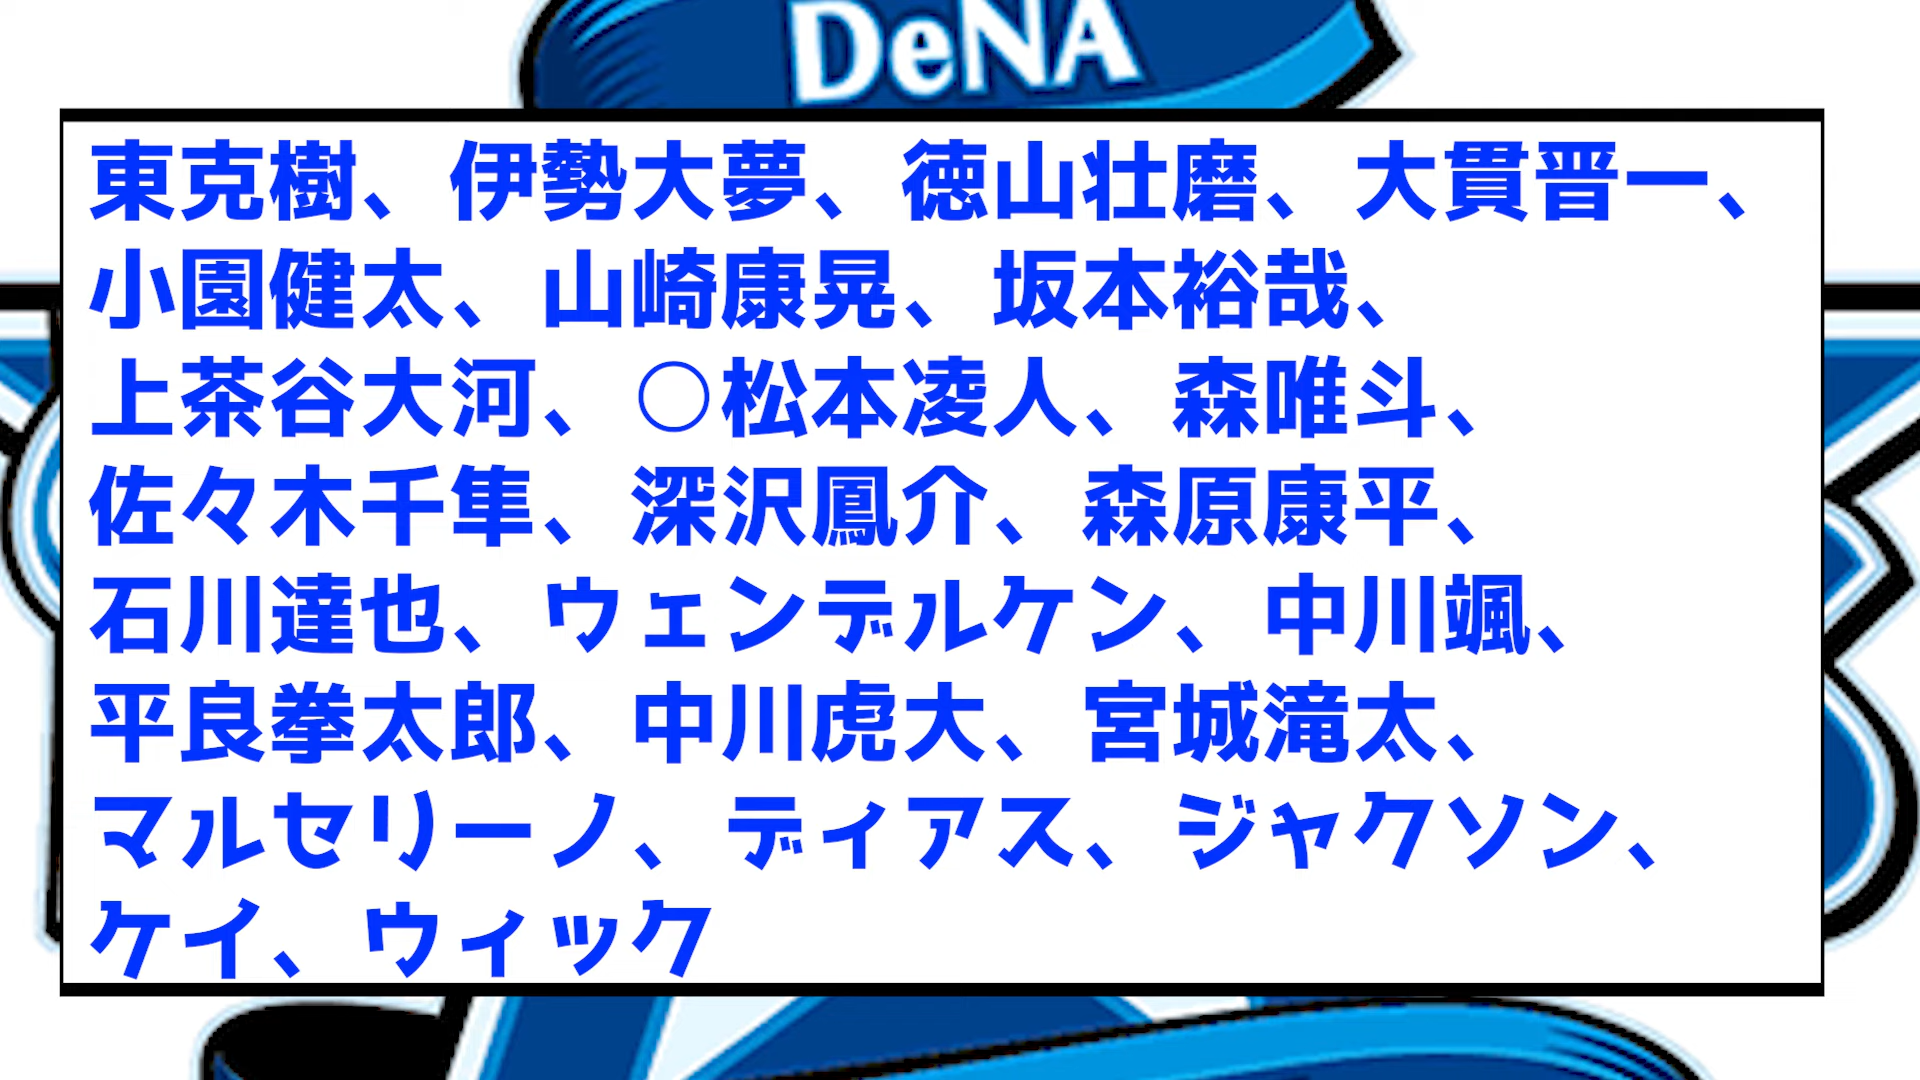 DeNA
東克樹、伊勢大夢、徳山壮磨、大貫晋一、
小園健太、山崎康晃、坂本裕哉、
上茶谷大河、○松本凌人、森唯斗、
佐々木千隼、深沢鳳介、森原康平、
石川達也、ウェンデルケン、中川颯、
平良拳太郎、中川虎大、宮城滝太、
マルセリーノ、ディアス、ジャクソン、
ケイ、ウィック